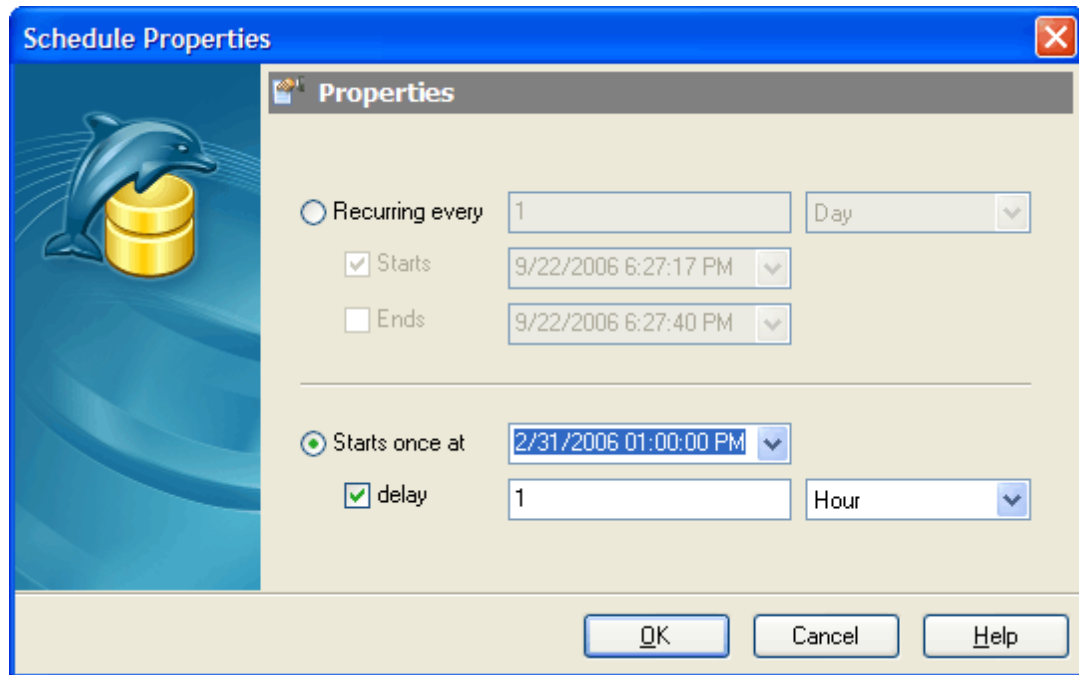 Schedule Properties
Properties
Recurring every 1 Day
Starts 9/22/2006 6:27:17 PM
Ends 9/22/2006 6:27:40 PM
Starts once at 2/31/2006 01:00:00 PM
delay 1 Hour
OK Cancel Help